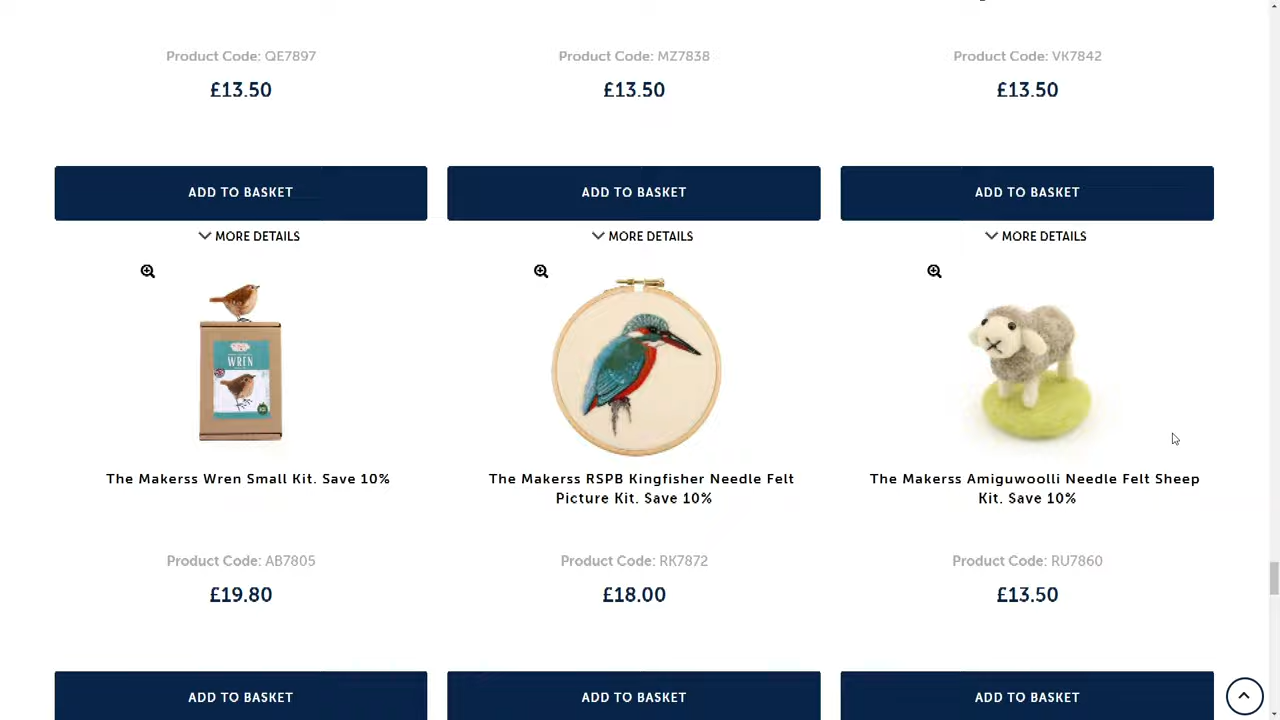 Product Code: QE7897
Product Code: MZ7838
Product Code: VK7842
£13.50
£13.50
£13.50
ADD TO BASKET
ADD TO BASKET
ADD TO BASKET
MORE DETAILS
MORE DETAILS
MORE DETAILS
WREN
The Makerss Wren Small Kit. Save 10%
The Makerss RSPB Kingfisher Needle Felt
Picture Kit. Save 10%
The Makerss Amiguwoolli Needle Felt Sheep
Kit. Save 10%
Product Code: AB7805
Product Code: RK7872
Product Code: RU7860
£19.80
£18.00
£13.50
ADD TO BASKET
ADD TO BASKET
ADD TO BASKET